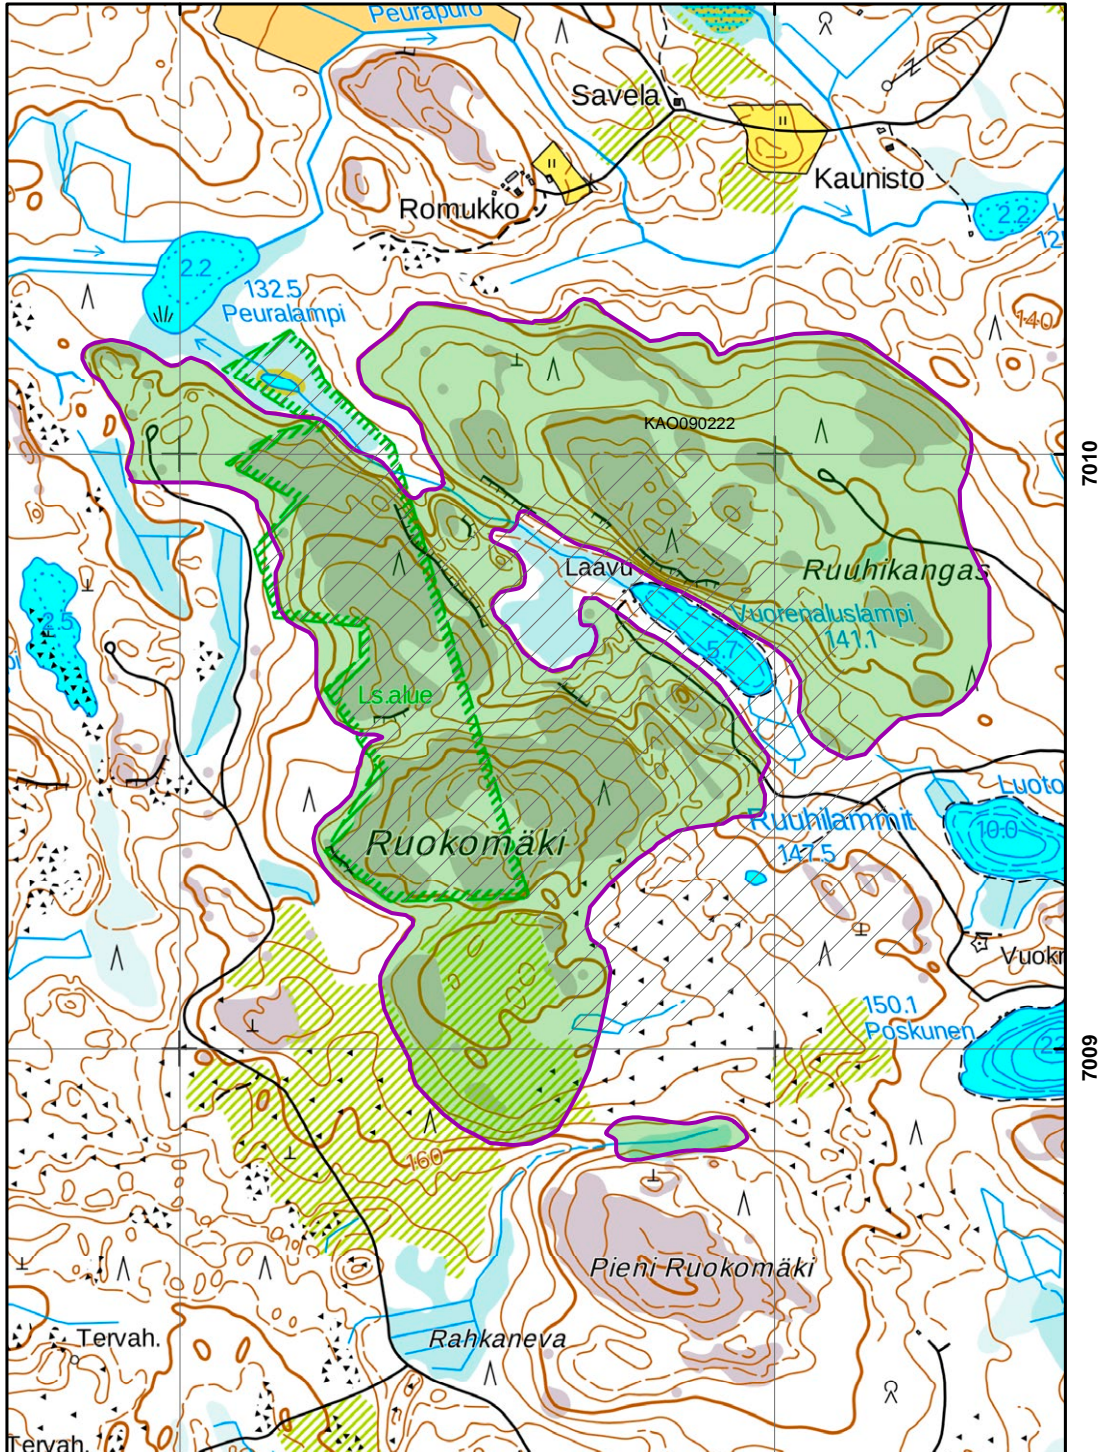 Peurapuro
Savela
Kaunisto
Romukko
2.2
2.2
132.5
Peuralampi
140
KAO090222
7010
Laavu
Ruuhikangas
2.5
Vuorenaluslampi
5.7
141.1
Ls.alue
Luoto
Ruuhilammit
10.0
Ruokomäki
147.5
Vuokr
150.1
Poskunen
7009
160
Pieni Ruokomäki
Tervah.
Rahkaneva
Tervah.